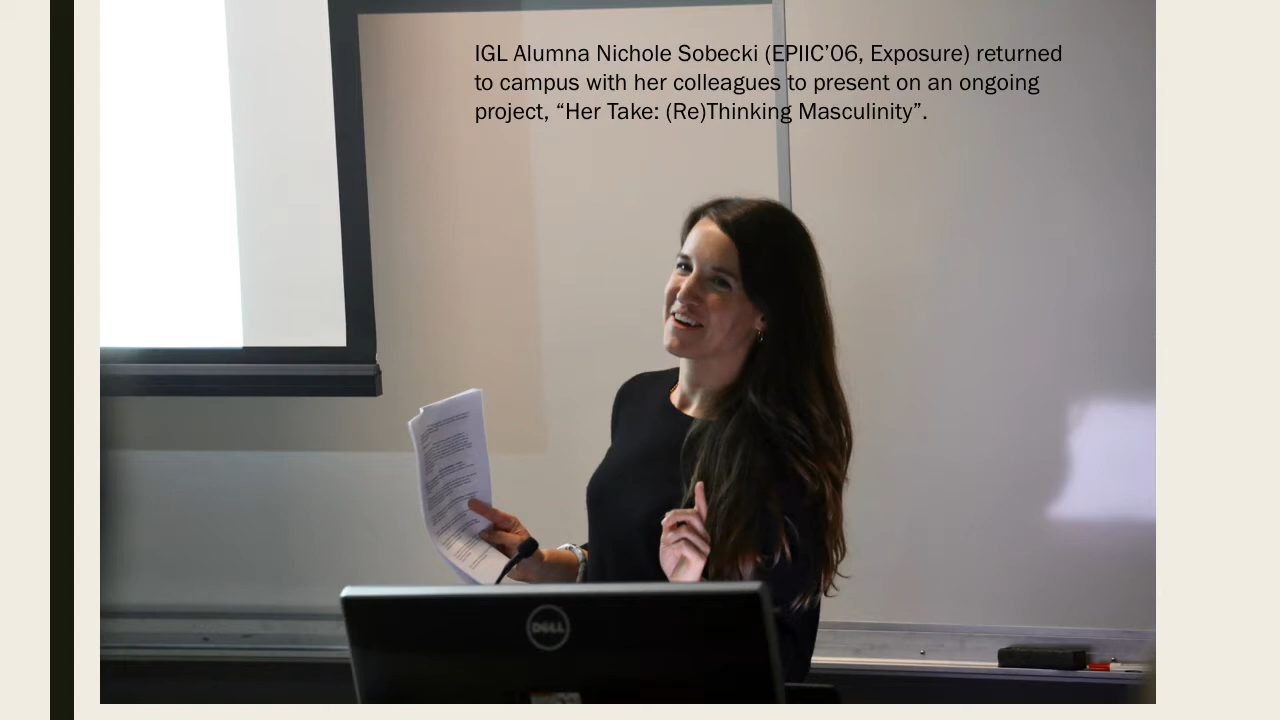 IGL Alumna Nichole Sobecki (EPIIC’06, Exposure) returned
to campus with her colleagues to present on an ongoing
project, “Her Take: (Re)Thinking Masculinity”.
DELL